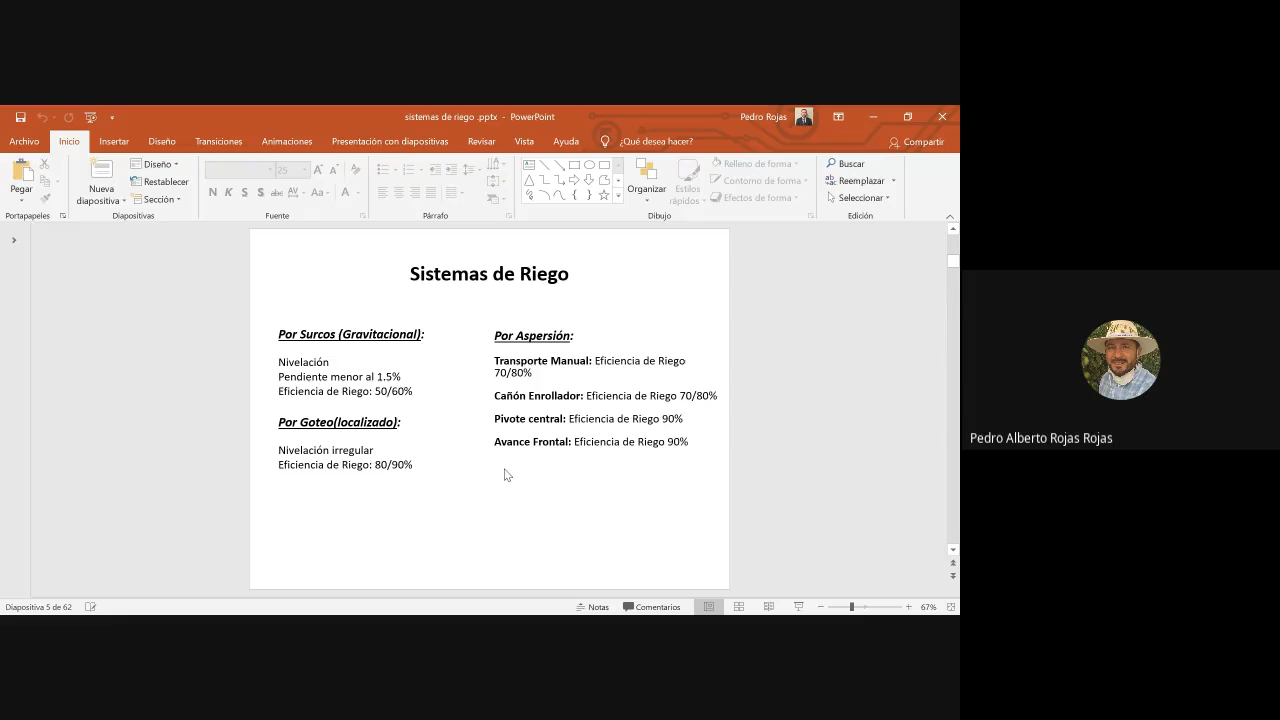 sistemas de riego .pptx - PowerPoint
Pedro Rojas
Archivo
Inicio
Insertar
Diseño
Transiciones
Animaciones
Presentación con diapositivas
Revisar
Vista
Ayuda
¿Qué desea hacer?
Compartir
Pegar
Portapapeles
Nueva
diapositiva
Diseño
Restablecer
Sección
Diapositivas
25
N K S S abc AV Aa A
Fuente
Párrafo
Organizar
Estilos
rápidos
Relleno de forma
Contorno de forma
Efectos de forma
Dibujo
Buscar
Reemplazar
Seleccionar
Edición
Sistemas de Riego
Por Surcos (Gravitacional):
Nivelación
Pendiente menor al 1.5%
Eficiencia de Riego: 50/60%
Por Goteo(localizado):
Nivelación irregular
Eficiencia de Riego: 80/90%
Por Aspersión:
Transporte Manual: Eficiencia de Riego
70/80%
Cañón Enrollador: Eficiencia de Riego 70/80%
Pivote central: Eficiencia de Riego 90%
Avance Frontal: Eficiencia de Riego 90%
Diapositiva 5 de 62
Notas
Comentarios
67%
Pedro Alberto Rojas Rojas